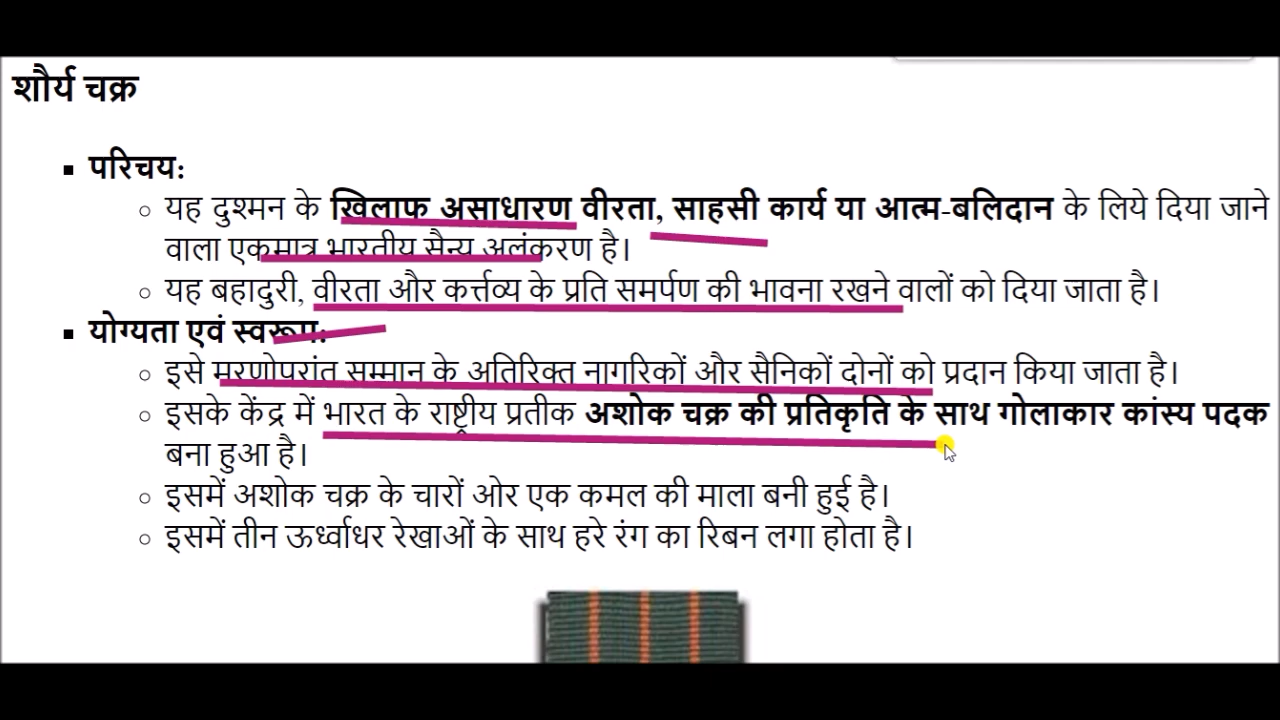 शौर्य चक्र
▪ परिचय:
○ यह दुश्मन के खिलाफ असाधारण वीरता, साहसी कार्य या आत्म-बलिदान के लिये दिया जाने
वाला एकमात्र भारतीय सैन्य अलंकरण है।
○ यह बहादुरी, वीरता और कर्त्तव्य के प्रति समर्पण की भावना रखने वालों को दिया जाता है।
▪ योग्यता एवं स्वरूप:
○ इसे मरणोपरांत सम्मान के अतिरिक्त नागरिकों और सैनिकों दोनों को प्रदान किया जाता है।
○ इसके केंद्र में भारत के राष्ट्रीय प्रतीक अशोक चक्र की प्रतिकृति के साथ गोलाकार कांस्य पदक
बना हुआ है।
○ इसमें अशोक चक्र के चारों ओर एक कमल की माला बनी हुई है।
○ इसमें तीन ऊर्ध्वाधर रेखाओं के साथ हरे रंग का रिबन लगा होता है।